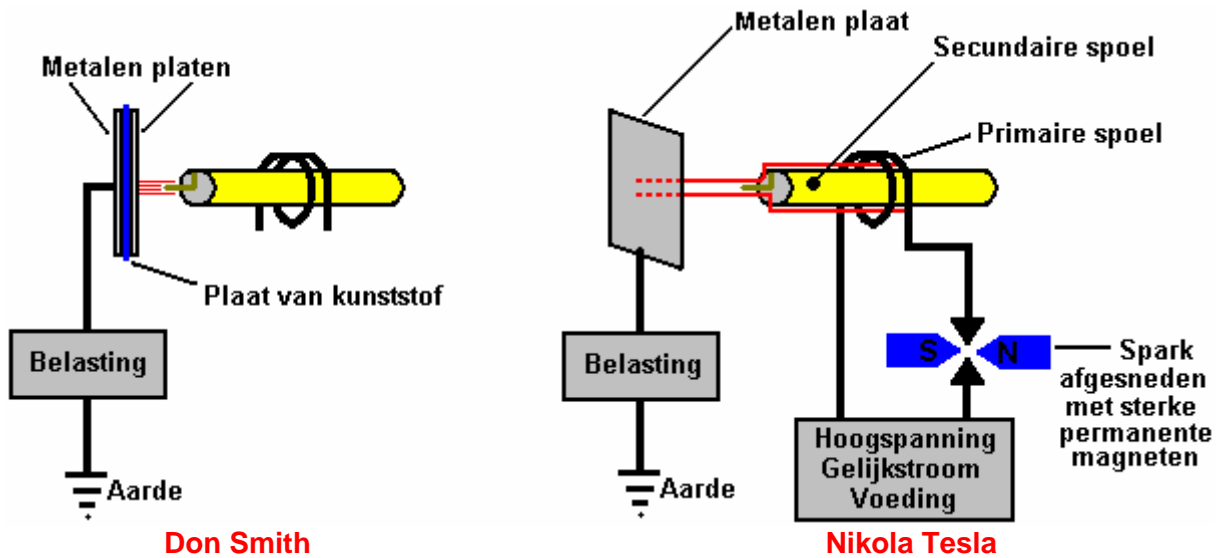 Metalen platen
Plaat van kunststof
Belasting
Aarde
Don Smith
Metalen plaat
Secundaire spoel
Primaire spoel
S N
Spark
afgesneden
met sterke
permanente
magneten
Belasting
Hoogspanning
Gelijkstroom
Voeding
Aarde
Nikola Tesla